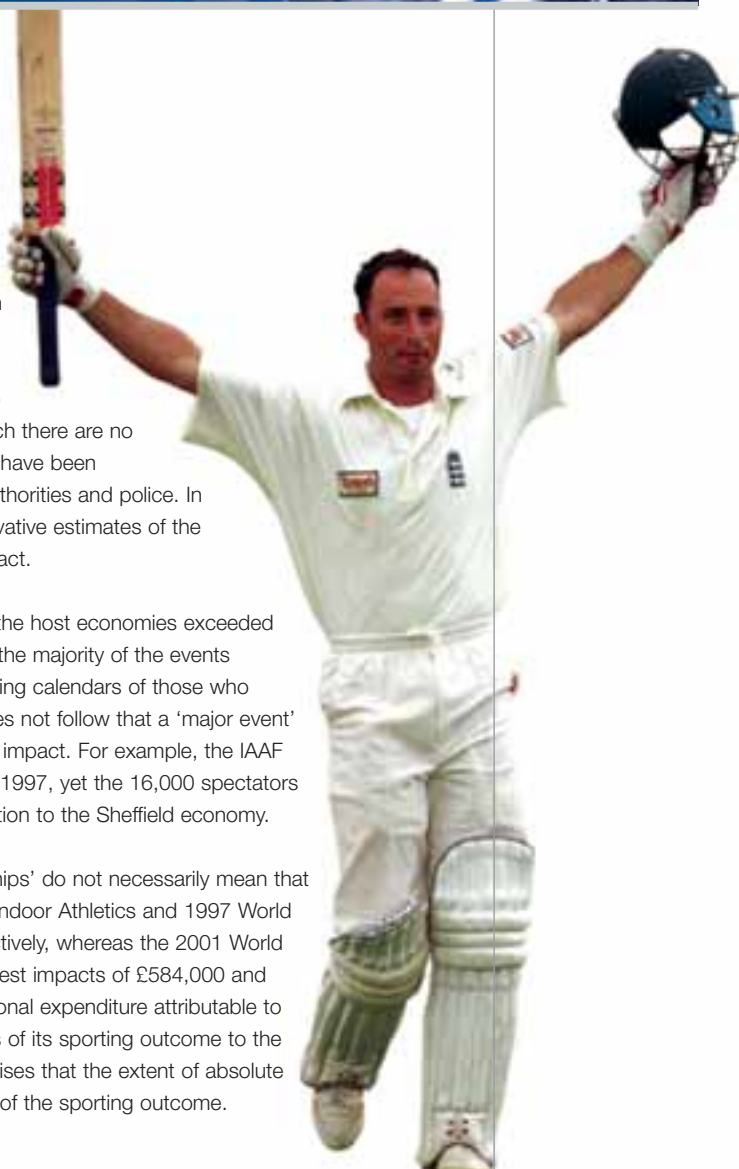 ch there are no
have been
thorities and police. In
vative estimates of the
act.
the host economies exceeded
the majority of the events
ing calendars of those who
es not follow that a ‘major event’
impact. For example, the IAAF
1997, yet the 16,000 spectators
tion to the Sheffield economy.
hips’ do not necessarily mean that
ndoor Athletics and 1997 World
tively, whereas the 2001 World
est impacts of £584,000 and
onal expenditure attributable to
s of its sporting outcome to the
ises that the extent of absolute
of the sporting outcome.